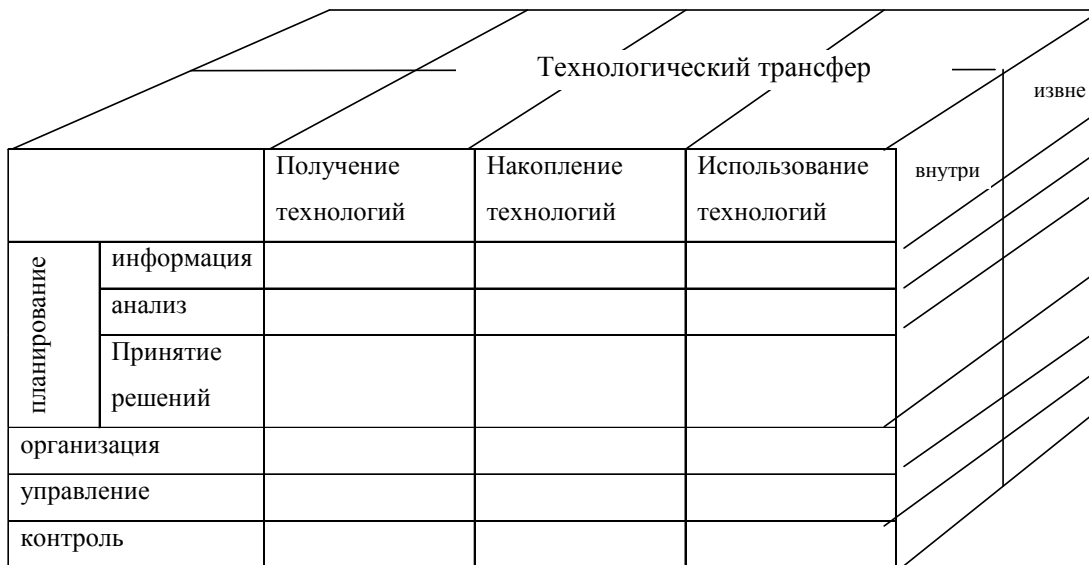 Технологический трансфер
извне
внутри
Получение
технологий
Накопление
технологий
Использование
технологий
планирование
информация
анализ
Принятие
решений
организация
управление
контроль